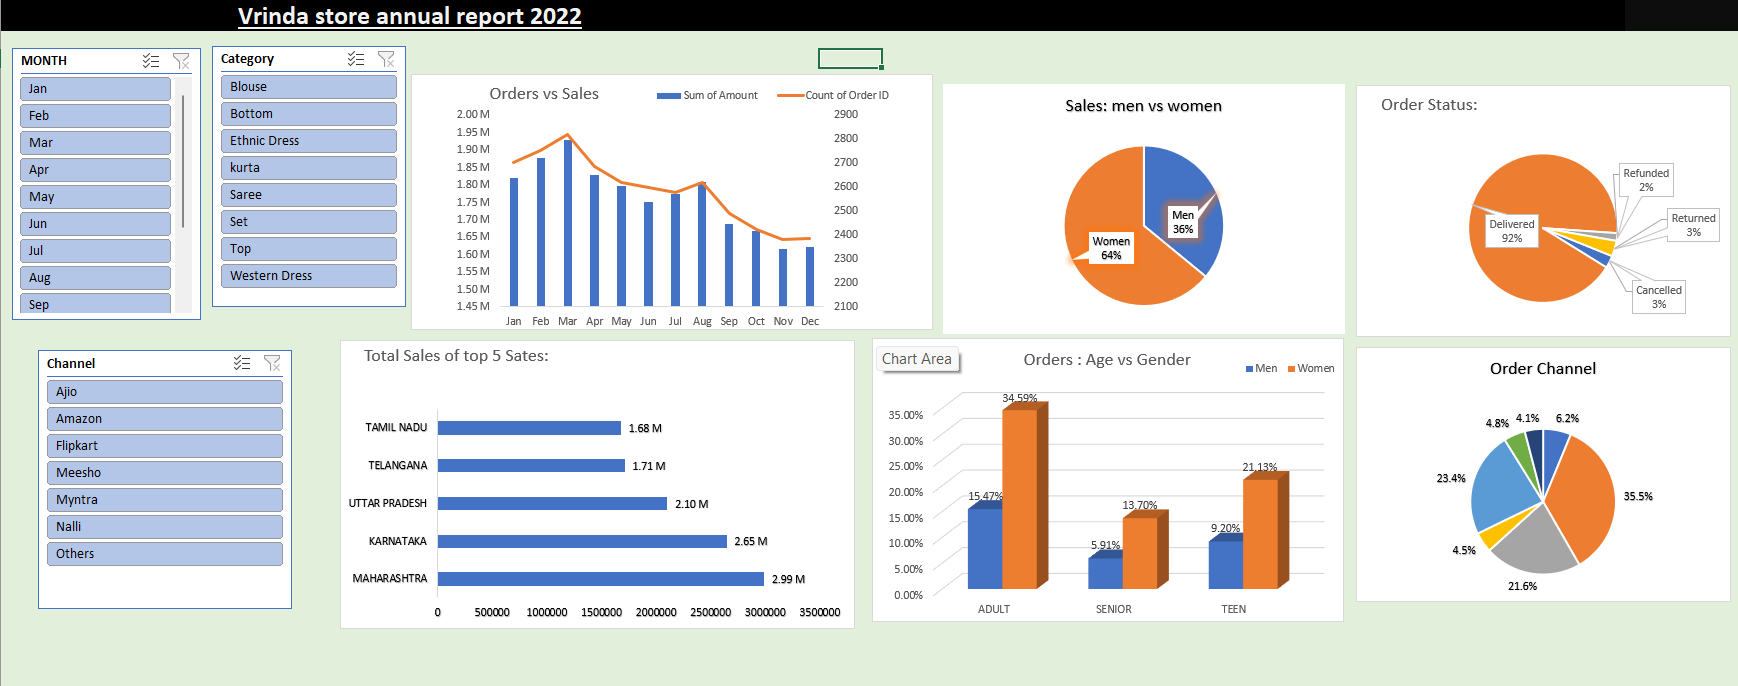 Vrinda store annual report 2022
MONTH
Jan
Feb
Mar
Apr
May
Jun
Jul
Aug
Sep
Category
Blouse
Bottom
Ethnic Dress
kurta
Saree
Set
Top
Western Dress
Orders vs Sales
Sum of Amount
Count of Order ID
2.00 M
1.95 M
1.90 M
1.85 M
1.80 M
1.75 M
1.70 M
1.65 M
1.60 M
1.55 M
1.50 M
1.45 M
2900
2800
2700
2600
2500
2400
2300
2200
2100
Jan Feb Mar Apr May Jun Jul Aug Sep Oct Nov Dec
Sales: men vs women
Men
36%
Women
64%
Order Status:
Refunded
2%
Returned
3%
Delivered
92%
Cancelled
3%
Channel
Ajio
Amazon
Flipkart
Meesho
Myntra
Nalli
Others
Total Sales of top 5 Sates:
TAMIL NADU 1.68 M
TELANGANA 1.71 M
UTTAR PRADESH 2.10 M
KARNATAKA 2.65 M
MAHARASHTRA 2.99 M
0 500000 1000000 1500000 2000000 2500000 3000000 3500000
Chart Area
Orders : Age vs Gender
Men Women
35.00%
30.00%
25.00%
20.00%
15.00%
10.00%
5.00%
0.00%
15.47%
34.59%
5.91%
13.70%
9.20%
21.13%
ADULT SENIOR TEEN
Order Channel
4.8% 4.1% 6.2%
23.4%
35.5%
4.5%
21.6%